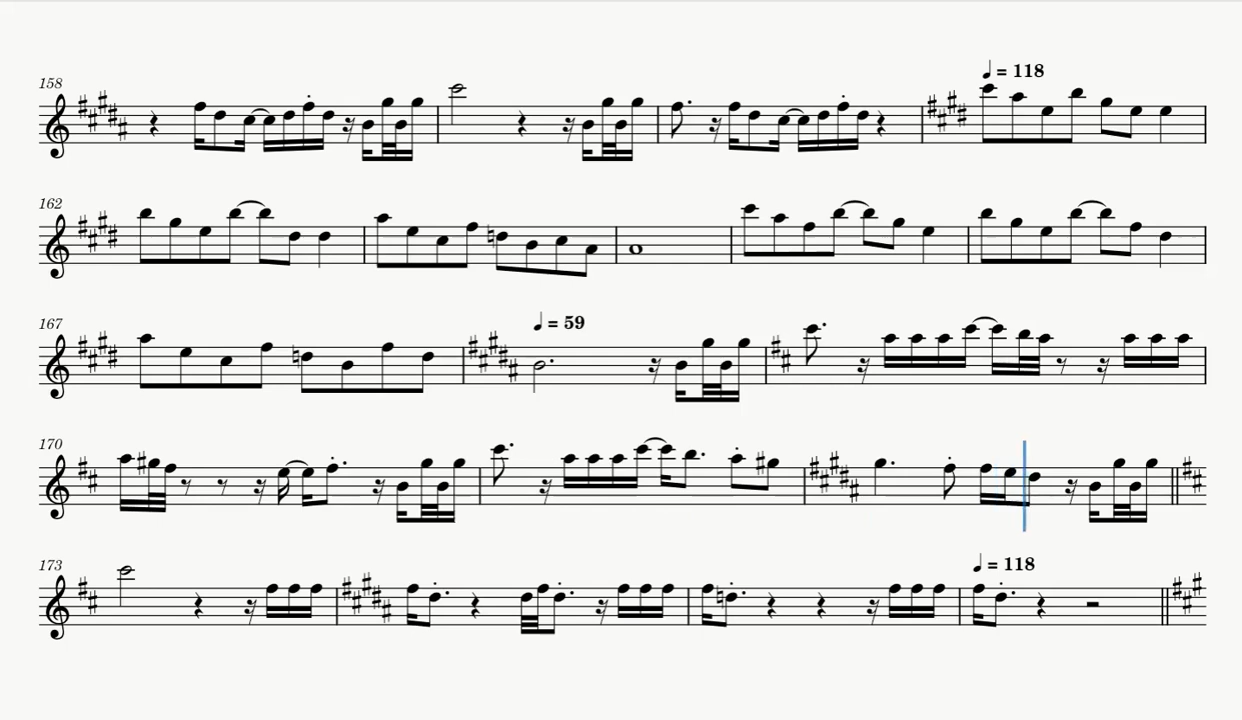 158
♩ = 118
162
167
♩ = 59
170
173
♩ = 118